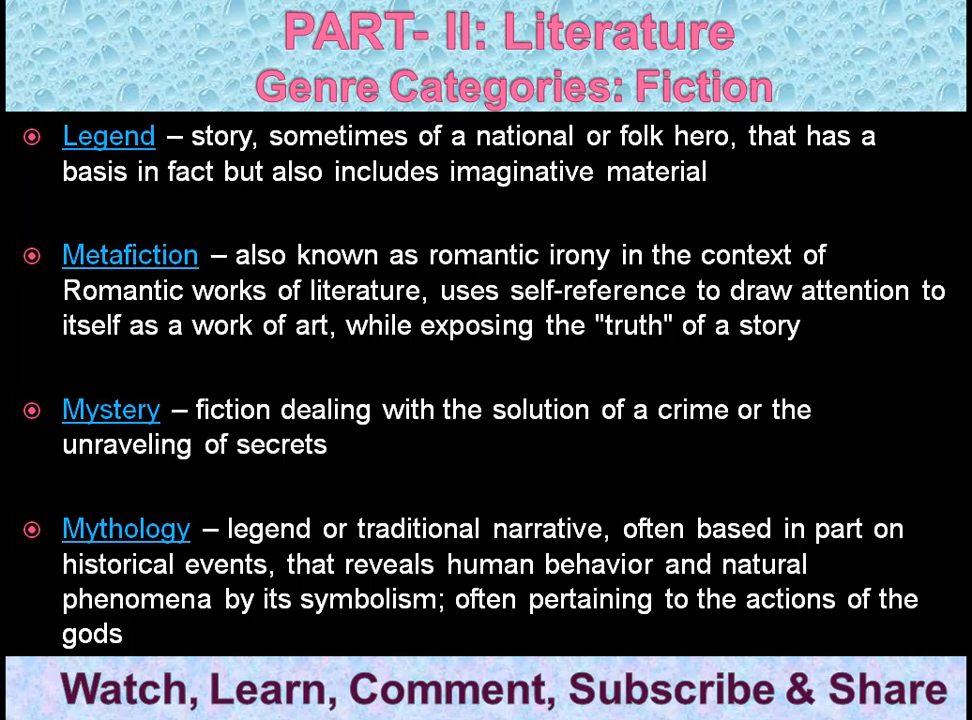 PART- II: Literature
Genre Categories: Fiction
Legend – story, sometimes of a national or folk hero, that has a
basis in fact but also includes imaginative material
Metafiction – also known as romantic irony in the context of
Romantic works of literature, uses self-reference to draw attention to
itself as a work of art, while exposing the "truth" of a story
Mystery – fiction dealing with the solution of a crime or the
unraveling of secrets
Mythology – legend or traditional narrative, often based in part on
historical events, that reveals human behavior and natural
phenomena by its symbolism; often pertaining to the actions of the
gods
Watch, Learn, Comment, Subscribe & Share